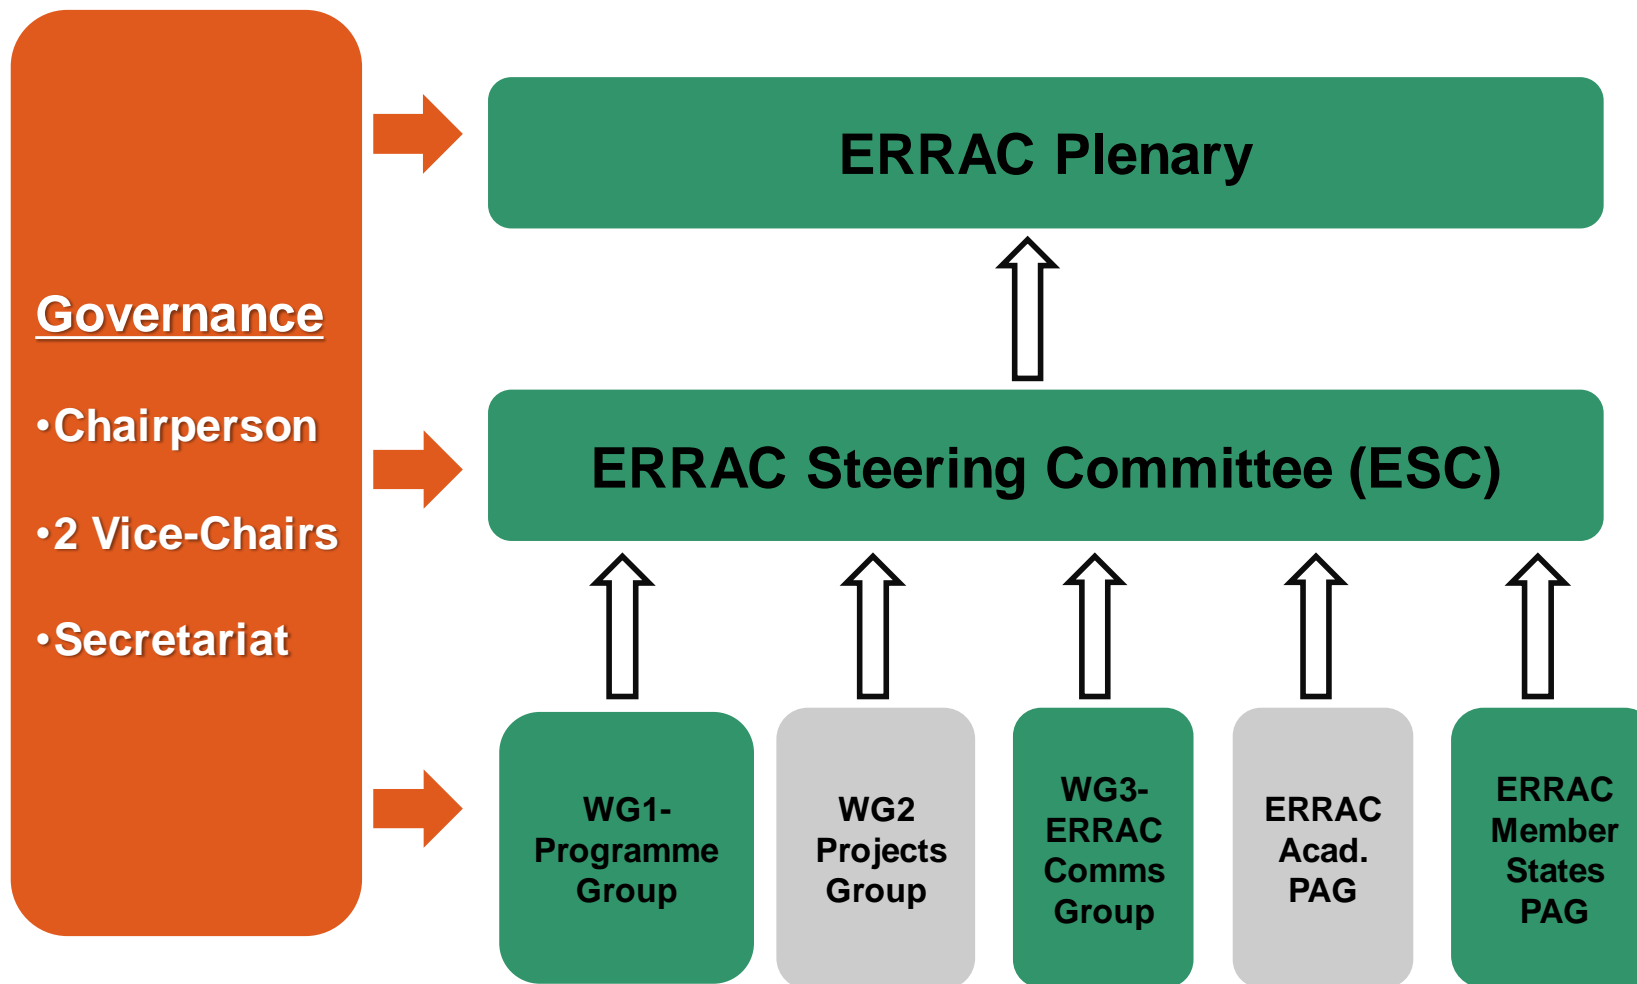 Governance
•Chairperson
•2 Vice-Chairs
•Secretariat
ERRAC Plenary
ERRAC Steering Committee (ESC)
WG1-
Programme
Group
WG2
Projects
Group
WG3-
ERRAC
Comms
Group
ERRAC
Acad.
PAG
ERRAC
Member
States
PAG